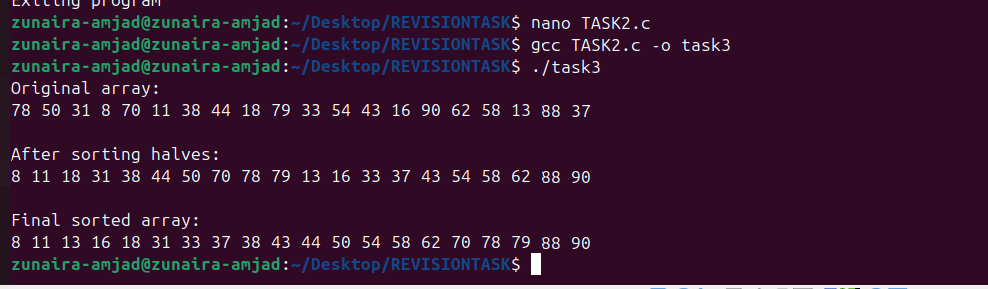 Exiting program
zunaira-amjad@zunaira-amjad:~/Desktop/REVISIONTASK$ nano TASK2.c
zunaira-amjad@zunaira-amjad:~/Desktop/REVISIONTASK$ gcc TASK2.c -o task3
zunaira-amjad@zunaira-amjad:~/Desktop/REVISIONTASK$ ./task3
Original array:
78 50 31 8 70 11 38 44 18 79 33 54 43 16 90 62 58 13 88 37
After sorting halves:
8 11 18 31 38 44 50 70 78 79 13 16 33 37 43 54 58 62 88 90
Final sorted array:
8 11 13 16 18 31 33 37 38 43 44 50 54 58 62 70 78 79 88 90
zunaira-amjad@zunaira-amjad:~/Desktop/REVISIONTASK$